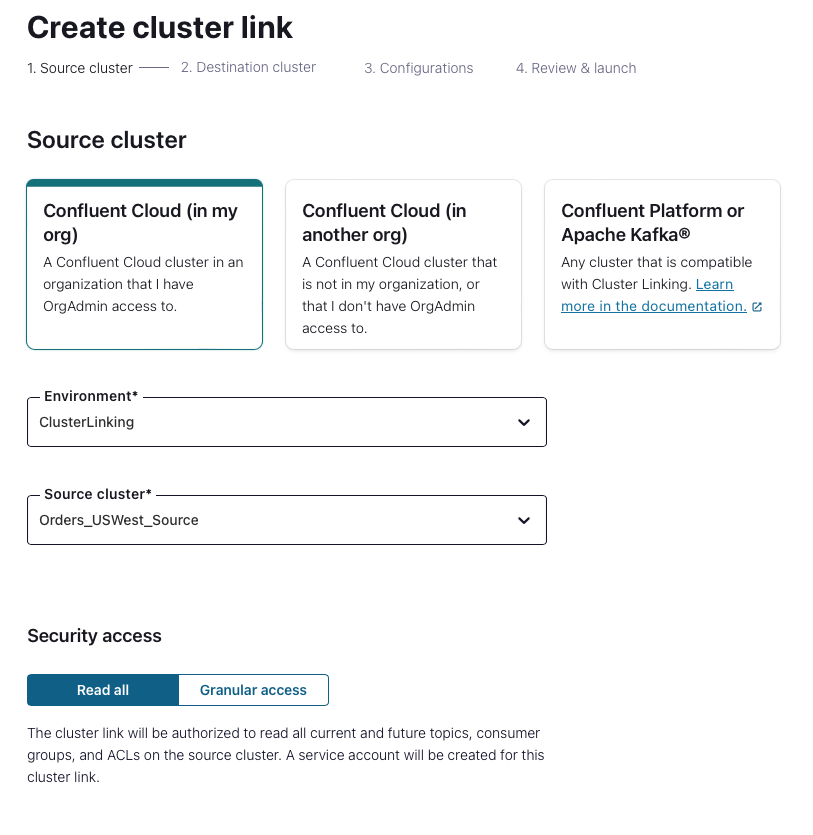 Create cluster link
1. Source cluster
2. Destination cluster
3. Configurations
4. Review & launch
Source cluster
Confluent Cloud (in my
org)
A Confluent Cloud cluster in an
organization that I have
OrgAdmin access to.
Confluent Cloud (in
another org)
A Confluent Cloud cluster that
is not in my organization, or
that I don't have OrgAdmin
access to.
Confluent Platform or
Apache Kafka®
Any cluster that is compatible
with Cluster Linking. Learn
more in the documentation.
Environment*
ClusterLinking
Source cluster*
Orders_USWest_Source
Security access
Read all
Granular access
The cluster link will be authorized to read all current and future topics, consumer
groups, and ACLs on the source cluster. A service account will be created for this
cluster link.